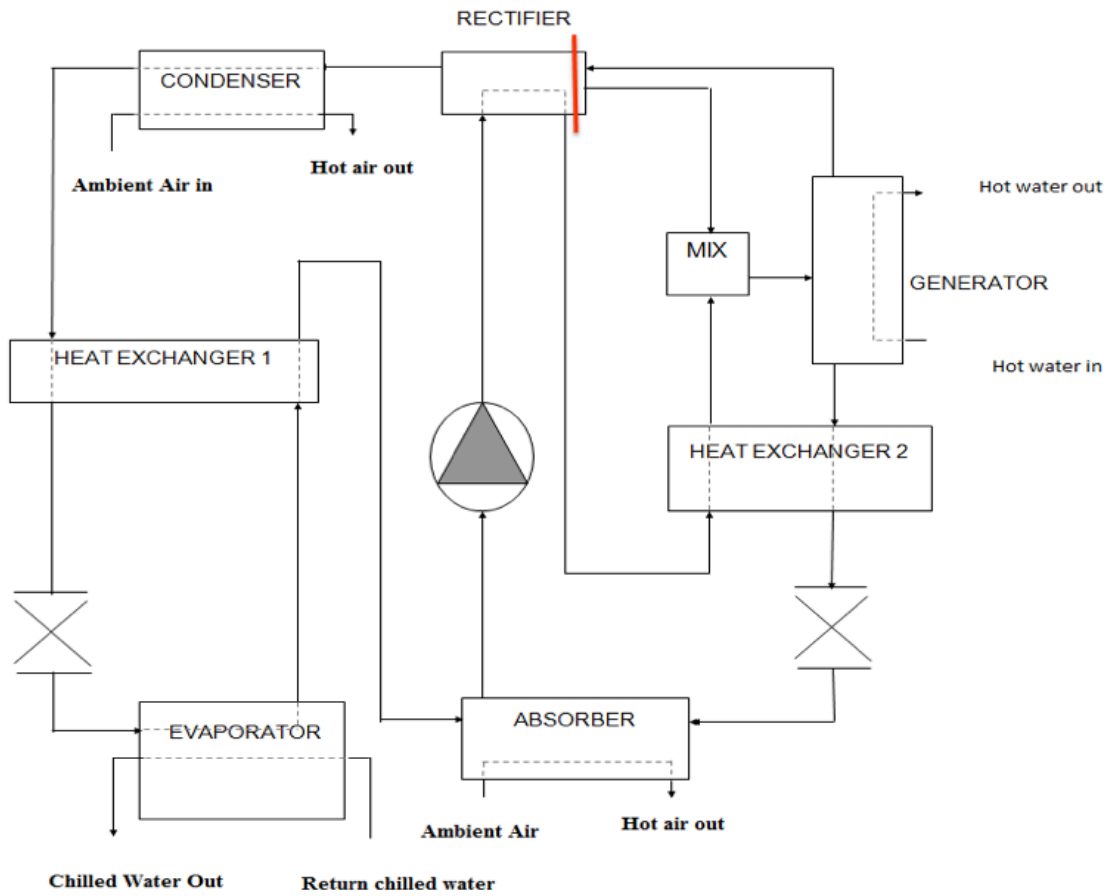 RECTIFIER
CONDENSER
Hot air out
Ambient Air in
Hot water out
MIX
GENERATOR
HEAT EXCHANGER 1
Hot water in
HEAT EXCHANGER 2
EVAPORATOR
ABSORBER
Ambient Air
Hot air out
Chilled Water Out
Return chilled water